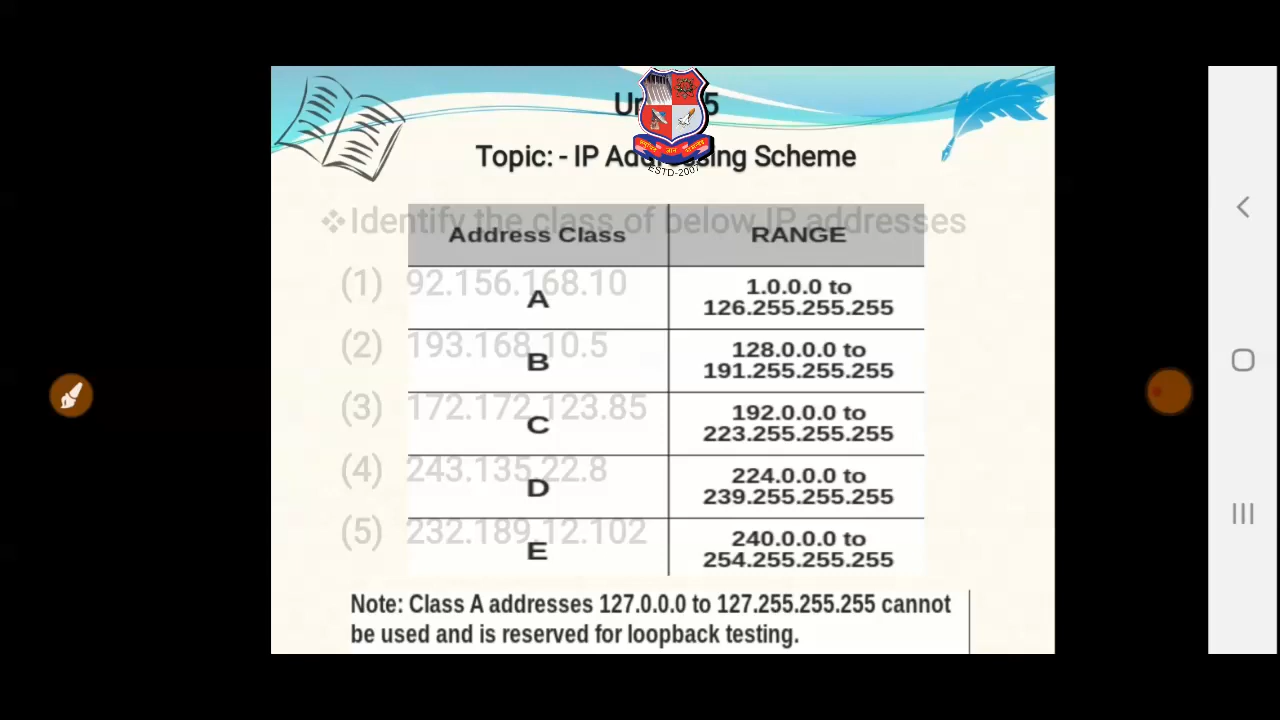 Unit 5
Topic: - IP Addressing Scheme
ESTD-2007
❖Identify the class of below IP addresses
Address Class RANGE
(1) 92.156.168.10
A 1.0.0.0 to
126.255.255.255
(2) 193.168.10.5
B 128.0.0.0 to
191.255.255.255
(3) 172.172.123.85
C 192.0.0.0 to
223.255.255.255
(4) 243.135.22.8
D 224.0.0.0 to
239.255.255.255
(5) 232.189.12.102
E 240.0.0.0 to
254.255.255.255
Note: Class A addresses 127.0.0.0 to 127.255.255.255 cannot
be used and is reserved for loopback testing.